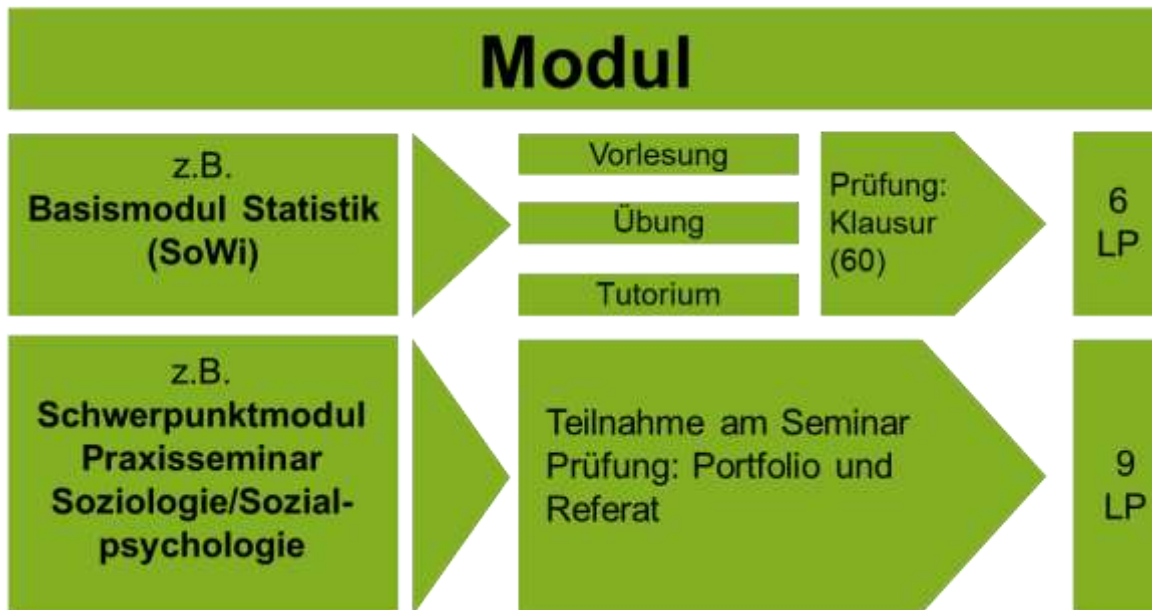 Modul
z.B.
Basismodul Statistik
(SoWi)
Vorlesung
Übung
Tutorium
Prüfung:
Klausur
(60)
6
LP
z.B.
Schwerpunktmodul
Praxisseminar
Soziologie/Sozial-
psychologie
Teilnahme am Seminar
Prüfung: Portfolio und
Referat
9
LP